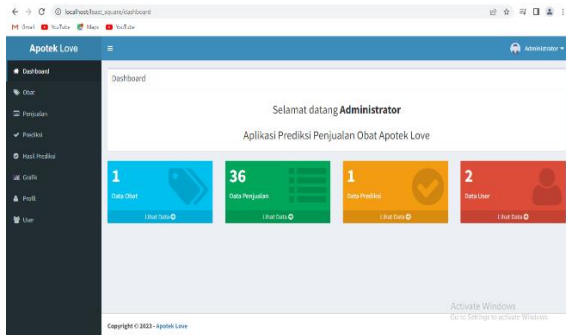 localhost/least_square/dashboard
Gmail YouTube Maps YouTube
Apotek Love
Administrator
Dashboard
Obat
Penjualan
Prediksi
Hasil Prediksi
Grafik
Profil
User
Dashboard
Selamat datang Administrator
Aplikasi Prediksi Penjualan Obat Apotek Love
1
Data Obat
Lihat Data
36
Data Penjualan
Lihat Data
1
Data Prediksi
Lihat Data
2
Data User
Lihat Data
Activate Windows
Go to Settings to activate Windows.
Copyright © 2023 - Apotek Love